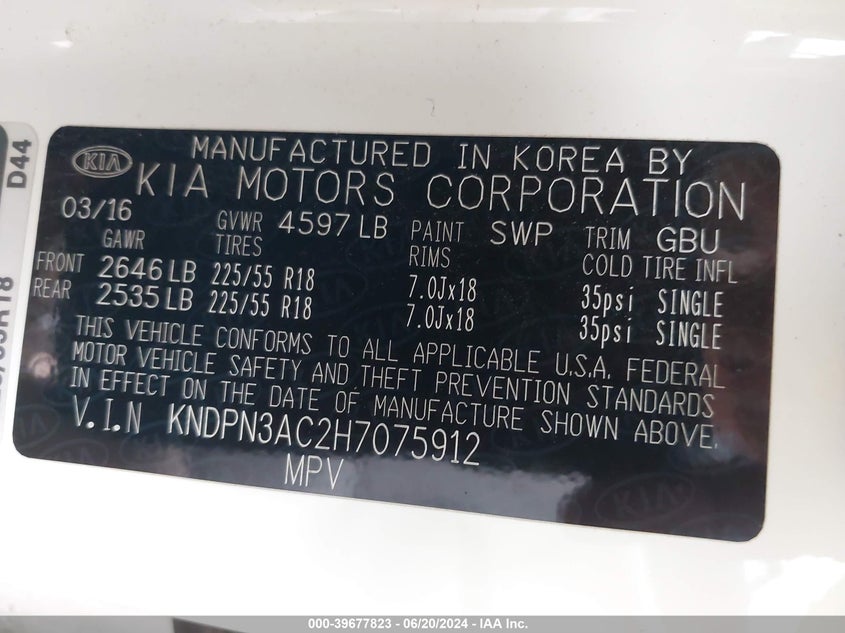 D44
KIA
MANUFACTURED IN KOREA BY
KIA MOTORS CORPORATION
03/16 GVWR 4597 LB PAINT SWP TRIM GBU
GAWR TIRES RIMS COLD TIRE INFL
FRONT 2646 LB 225/55 R18 7.0Jx18 35psi SINGLE
REAR 2535 LB 225/55 R18 7.0Jx18 35psi SINGLE
THIS VEHICLE CONFORMS TO ALL APPLICABLE U.S.A. FEDERAL
MOTOR VEHICLE SAFETY AND THEFT PREVENTION STANDARDS
IN EFFECT ON THE DATE OF MANUFACTURE SHOWN ABOVE.
V.I.N KNDPN3AC2H7075912
MPV
KIA
000-39677823 - 06/20/2024 - IAA Inc.